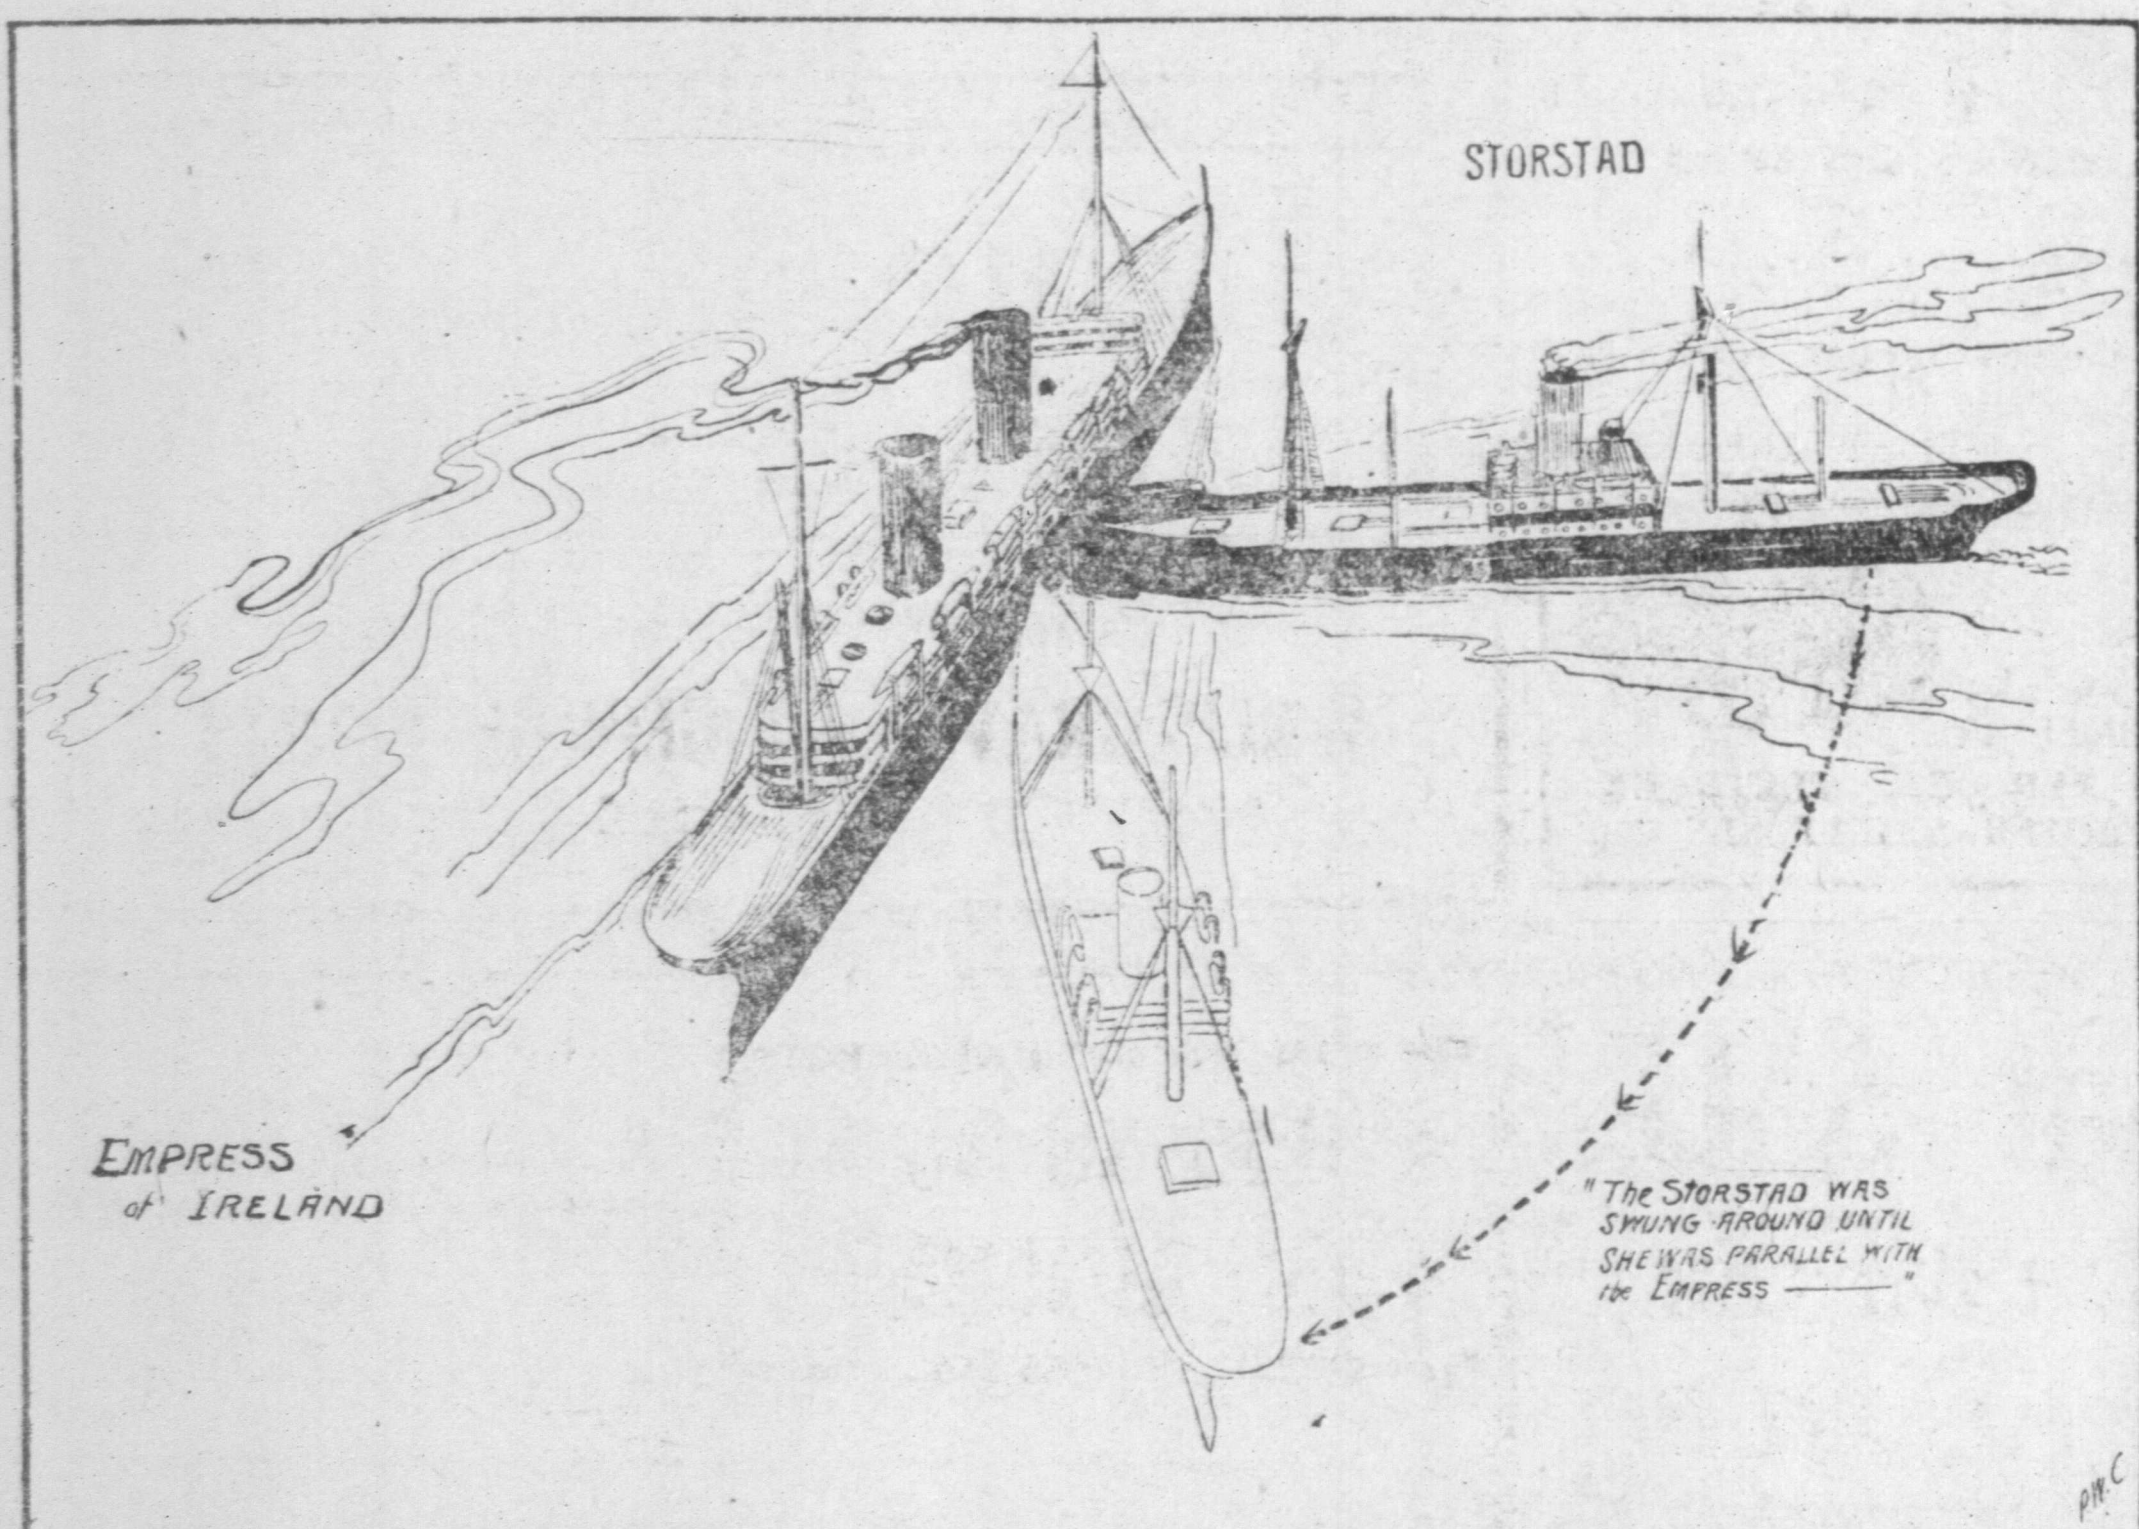 STORSTAD
EMPRESS
of IRELAND
"The STORSTAD WAS
SWUNG AROUND UNTIL
SHE WAS PARALLEL WITH
the EMPRESS ——— "
P.W.C